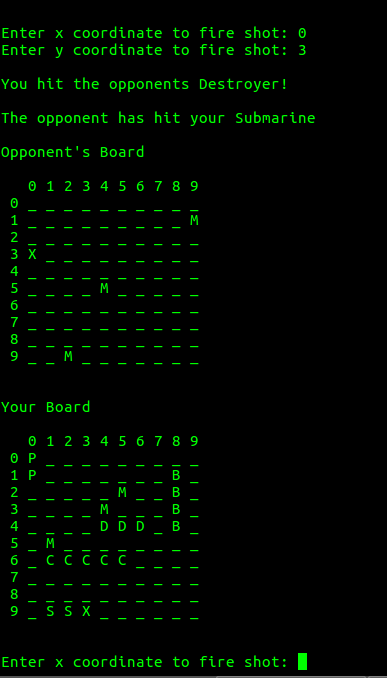 Enter x coordinate to fire shot: 0
Enter y coordinate to fire shot: 3
You hit the opponents Destroyer!
The opponent has hit your Submarine
Opponent's Board
   0 1 2 3 4 5 6 7 8 9
 0 _ _ _ _ _ _ _ _ _ _
 1 _ _ _ _ _ _ _ _ _ M
 2 _ _ _ _ _ _ _ _ _ _
 3 X _ _ _ _ _ _ _ _ _
 4 _ _ _ _ _ _ _ _ _ _
 5 _ _ _ _ M _ _ _ _ _
 6 _ _ _ _ _ _ _ _ _ _
 7 _ _ _ _ _ _ _ _ _ _
 8 _ _ _ _ _ _ _ _ _ _
 9 _ _ M _ _ _ _ _ _ _
Your Board
   0 1 2 3 4 5 6 7 8 9
 0 P _ _ _ _ _ _ _ _ _
 1 P _ _ _ _ _ _ _ B _
 2 _ _ _ _ _ M _ _ B _
 3 _ _ _ _ M _ _ _ B _
 4 _ _ _ _ D D D _ B _
 5 _ M _ _ _ _ _ _ _ _
 6 _ C C C C C _ _ _ _
 7 _ _ _ _ _ _ _ _ _ _
 8 _ _ _ _ _ _ _ _ _ _
 9 _ S S X _ _ _ _ _ _
Enter x coordinate to fire shot: